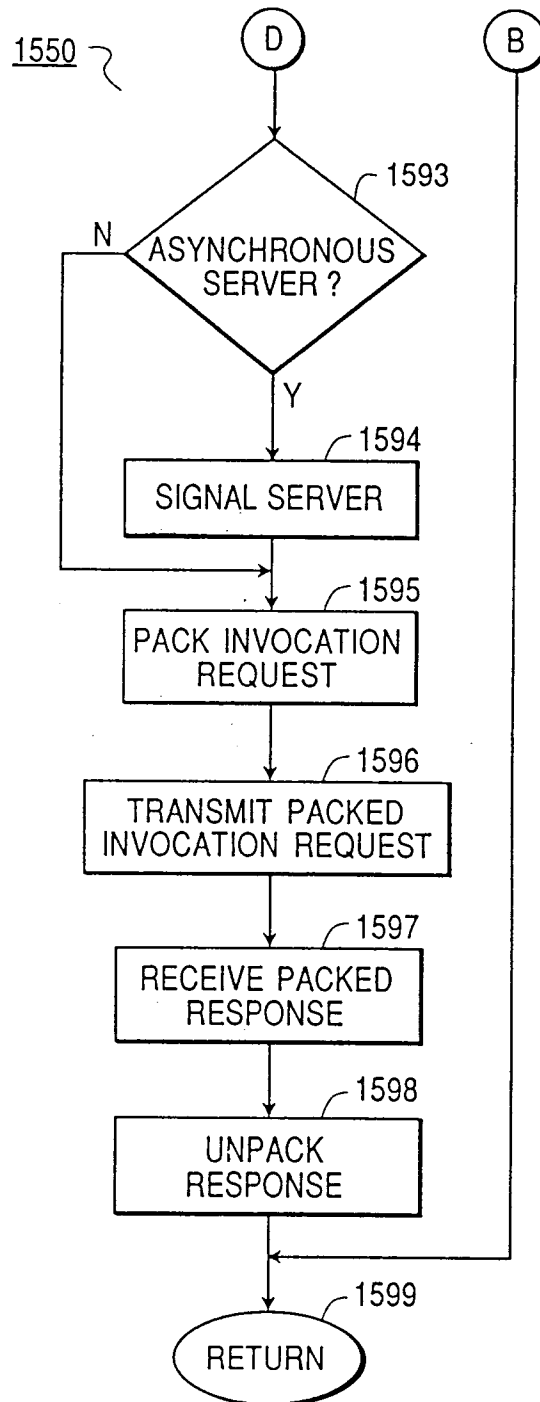 D
B
1550
1593
N
ASYNCHRONOUS
SERVER ?
Y
1594
SIGNAL SERVER
1595
PACK INVOCATION
REQUEST
1596
TRANSMIT PACKED
INVOCATION REQUEST
1597
RECEIVE PACKED
RESPONSE
1598
UNPACK
RESPONSE
1599
RETURN